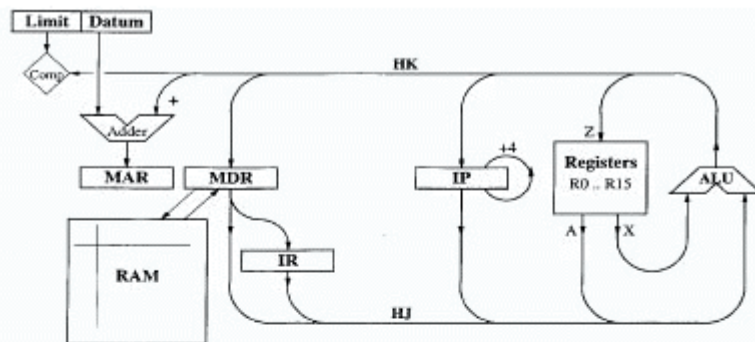 Limit Datum
HK
Comp
+
Adder
Z
+4
Registers
R0 .. R15
MAR
MDR
IP
ALU
A
X
IR
RAM
HJ